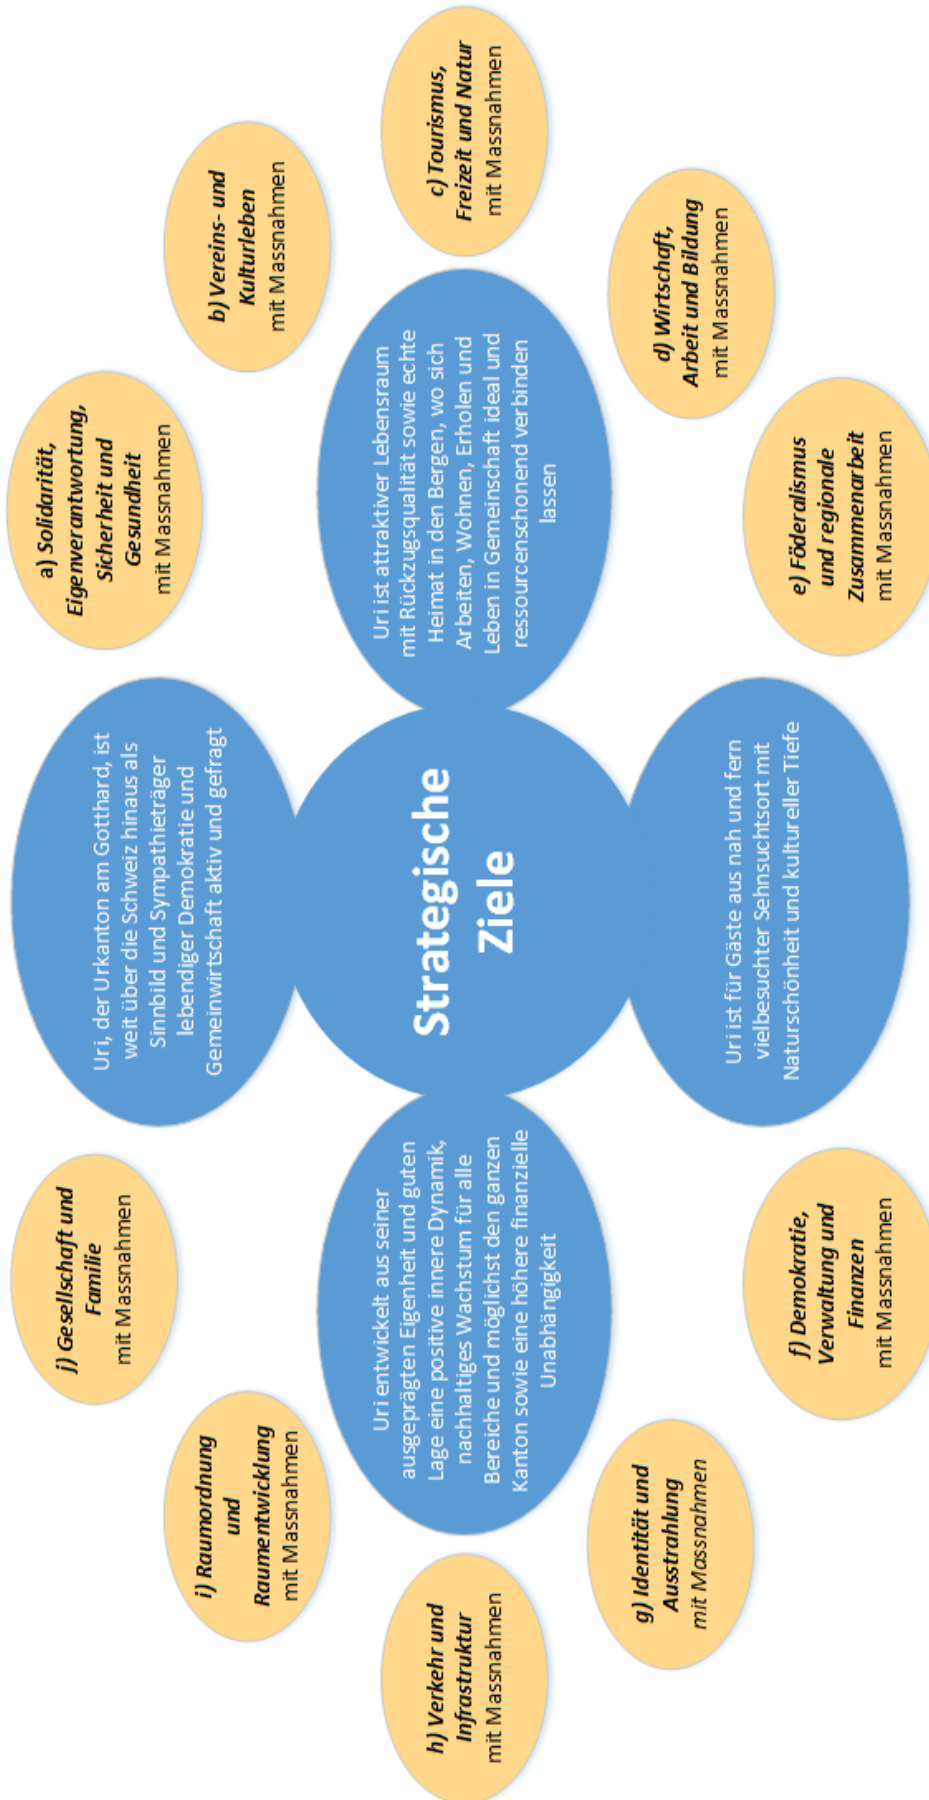 Strategische
Ziele
Uri, der Urkanton am Gotthard, ist
weit über die Schweiz hinaus als
Sinnbild und Sympathieträger
lebendiger Demokratie und
Gemeinwirtschaft aktiv und gefragt
Uri ist attraktiver Lebensraum
mit Rückzugsqualität sowie echte
Heimat in den Bergen, wo sich
Arbeiten, Wohnen, Erholen und
Leben in Gemeinschaft ideal und
ressourcenschonend verbinden
lassen
Uri ist für Gäste aus nah und fern
vielbesuchter Sehnsuchtsort mit
Naturschönheit und kultureller Tiefe
Uri entwickelt aus seiner
ausgeprägten Eigenheit und guten
Lage eine positive innere Dynamik,
nachhaltiges Wachstum für alle
Bereiche und möglichst den ganzen
Kanton sowie eine höhere finanzielle
Unabhängigkeit
a) Solidarität,
Eigenverantwortung,
Sicherheit und
Gesundheit
mit Massnahmen
b) Vereins- und
Kulturleben
mit Massnahmen
c) Tourismus,
Freizeit und Natur
mit Massnahmen
d) Wirtschaft,
Arbeit und Bildung
mit Massnahmen
e) Föderalismus
und regionale
Zusammenarbeit
mit Massnahmen
f) Demokratie,
Verwaltung und
Finanzen
mit Massnahmen
g) Identität und
Ausstrahlung
mit Massnahmen
h) Verkehr und
Infrastruktur
mit Massnahmen
i) Raumordnung
und
Raumentwicklung
mit Massnahmen
j) Gesellschaft und
Familie
mit Massnahmen